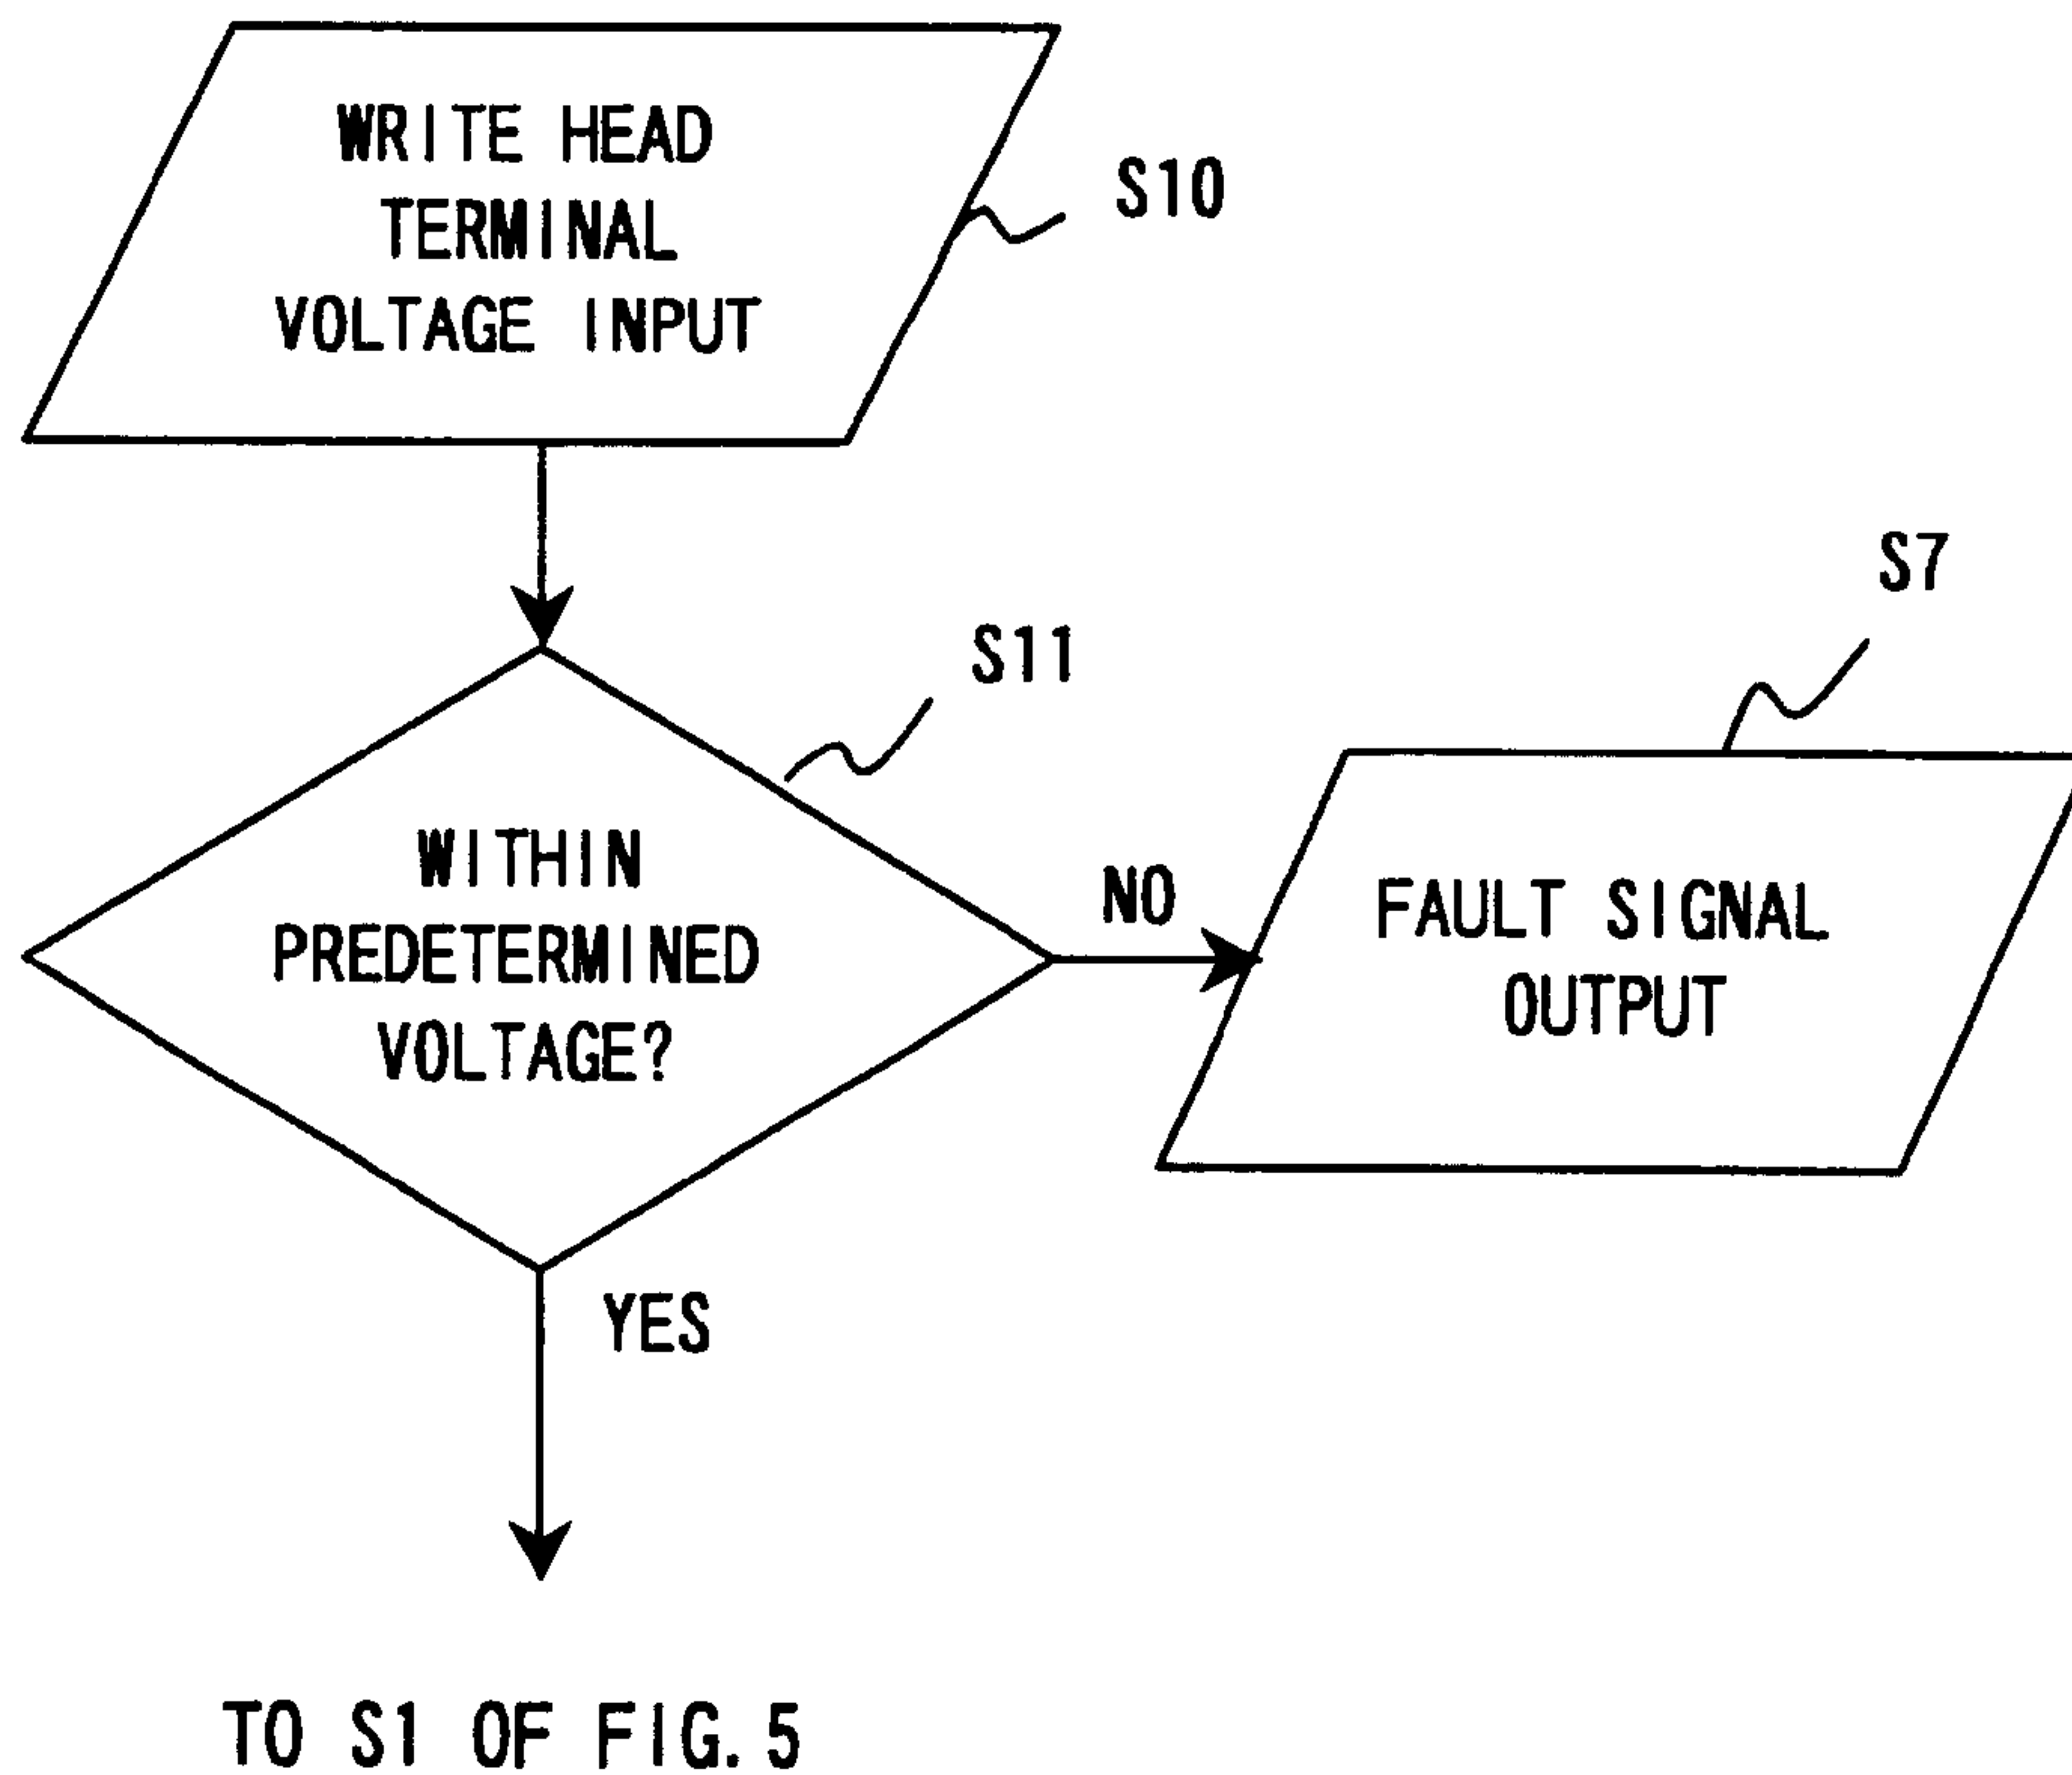 WRITE HEAD
TERMINAL
VOLTAGE INPUT
S10
S11
WITHIN
PREDETERMINED
VOLTAGE?
NO
S7
FAULT SIGNAL
OUTPUT
YES
TO S1 OF FIG. 5